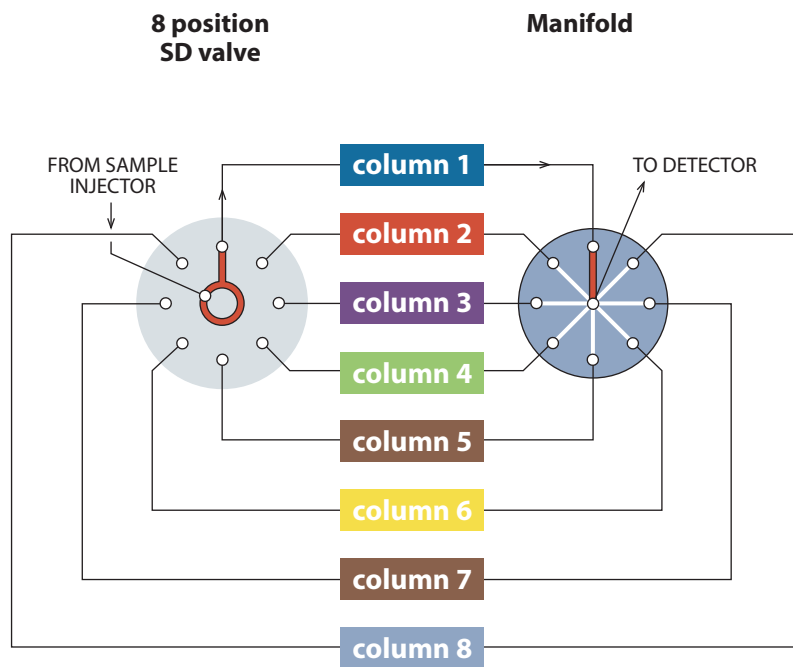 8 position
SD valve
Manifold
FROM SAMPLE
INJECTOR
TO DETECTOR
column 1
column 2
column 3
column 4
column 5
column 6
column 7
column 8